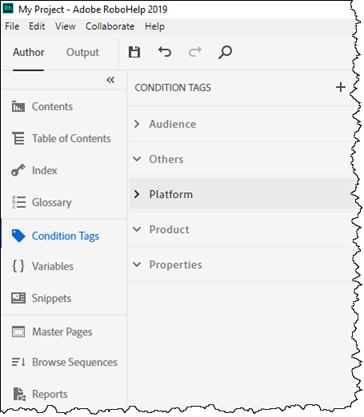 Rh My Project - Adobe RoboHelp 2019
File Edit View Collaborate Help
Author Output
CONDITION TAGS
Contents
Audience
Table of Contents
Others
Index
Platform
Glossary
Condition Tags
Product
Variables
Properties
Snippets
Master Pages
Browse Sequences
Reports